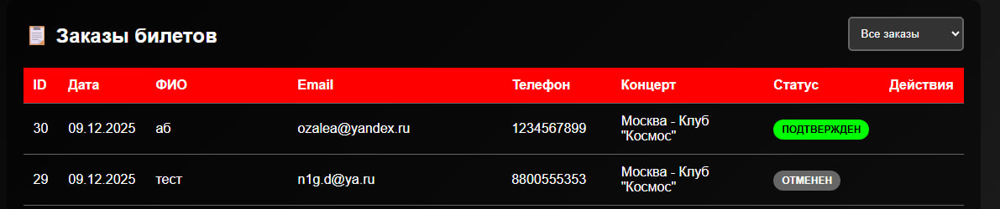 📋 Заказы билетов
Все заказы
ID Дата ФИО Email Телефон Концерт Статус Действия
30 09.12.2025 аб ozalea@yandex.ru 1234567899 Москва - Клуб
"Космос" ПОДТВЕРЖДЕН
29 09.12.2025 тест n1g.d@ya.ru 8800555353 Москва - Клуб
"Космос" ОТМЕНЕН